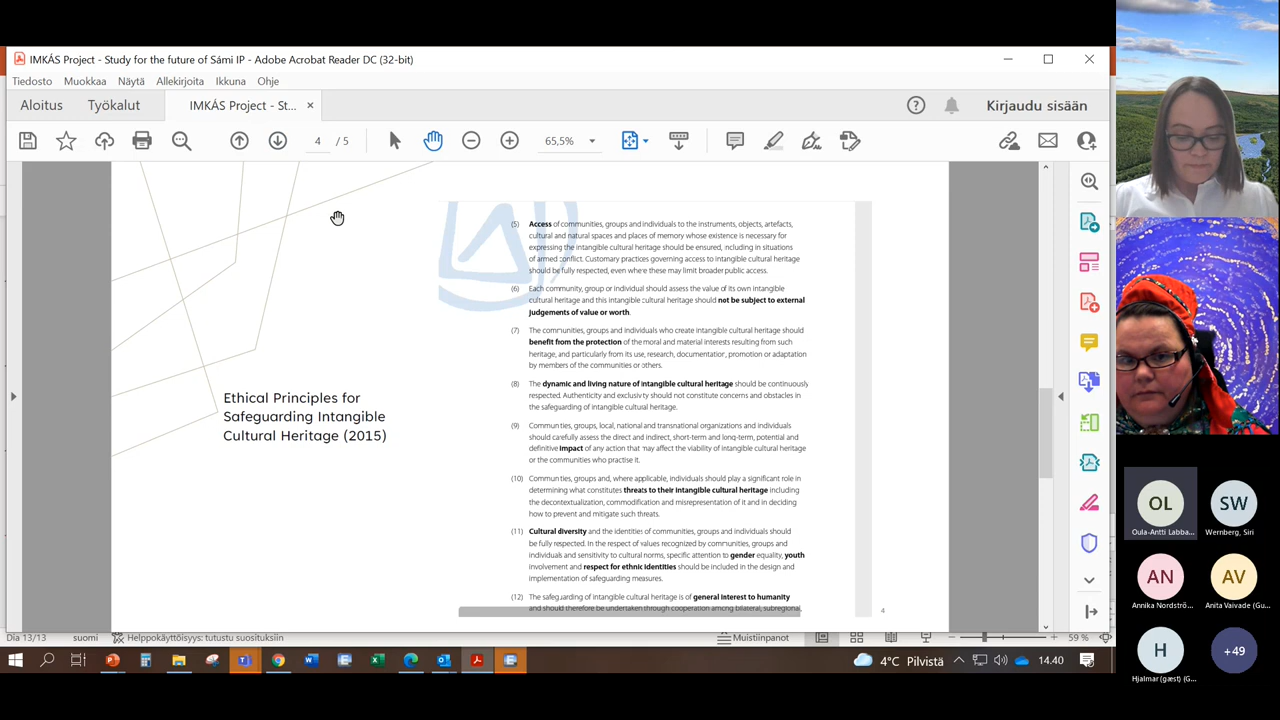 IMKÁS Project - Study for the future of Sámi IP - Adobe Acrobat Reader DC (32-bit)
Tiedosto Muokkaa Näytä Allekirjoita Ikkuna Ohje
Aloitus Työkalut IMKÁS Project - St... × Kirjaudu sisään
4 / 5 65,5%
(5) Access of communities, groups and individuals to the instruments, objects, artefacts,
cultural and natural spaces and places of memory whose existence is necessary for
expressing the intangible cultural heritage should be ensured, including in situations
of armed conflict. Customary practices governing access to intangible cultural heritage
should be fully respected, even where these may limit broader public access.
(6) Each community, group or individual should assess the value of its own intangible
cultural heritage and this intangible cultural heritage should not be subject to external
judgements of value or worth.
(7) The communities, groups and individuals who create intangible cultural heritage should
benefit from the protection of the moral and material interests resulting from such
heritage, and particularly from its use, research, documentation, promotion or adaptation
by members of the communities or others.
(8) The dynamic and living nature of intangible cultural heritage should be continuously
respected. Authenticity and exclusivity should not constitute concerns and obstacles in
the safeguarding of intangible cultural heritage.
Ethical Principles for
Safeguarding Intangible
Cultural Heritage (2015)
(9) Communities, groups, local, national and transnational organizations and individuals
should carefully assess the direct and indirect, short-term and long-term, potential and
definitive impact of any action that may affect the viability of intangible cultural heritage
or the communities who practise it.
(10) Communities, groups and, where applicable, individuals should play a significant role in
determining what constitutes threats to their intangible cultural heritage including
the decontextualization, commodification and misrepresentation of it and in deciding
how to prevent and mitigate such threats.
(11) Cultural diversity and the identities of communities, groups and individuals should
be fully respected. In the respect of values recognized by communities, groups and
individuals and sensitivity to cultural norms, specific attention to gender equality, youth
involvement and respect for ethnic identities should be included in the design and
implementation of safeguarding measures.
(12) The safeguarding of intangible cultural heritage is of general interest to humanity
and should therefore be undertaken through cooperation among bilateral, subregional,
4
Dia 13/13 suomi Helppokäyttöisyys: tutustu suosituksiin Muistiinpanot 59 %
4°C Pilvistä 14.40
OL
Oula-Antti Labba...
SW
Wernberg, Siri
AN
Annika Nordströ...
AV
Anita Vaivade (Gu...
H
Hjalmar (gæst) (G...
+49